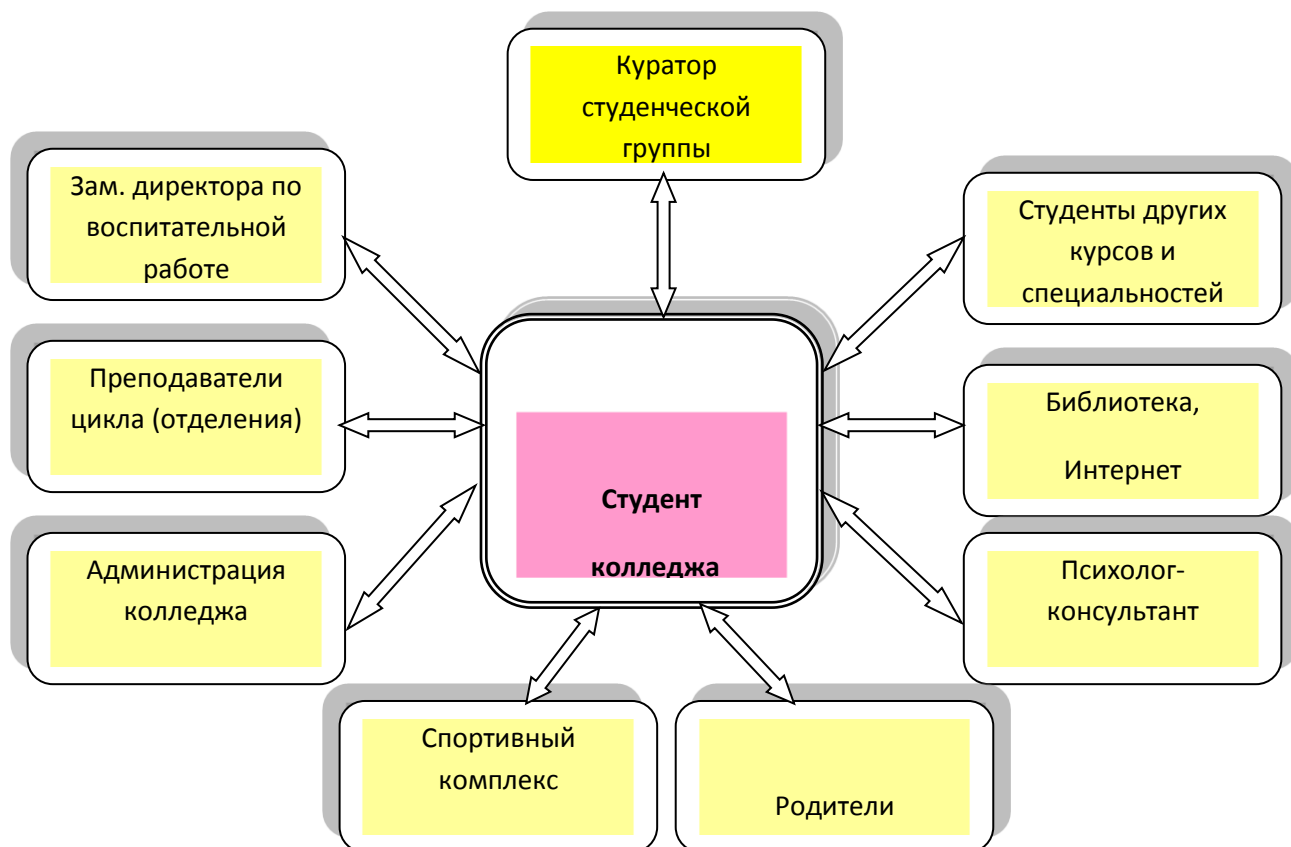 Куратор
студенческой
группы
Зам. директора по
воспитательной
работе
Студенты других
курсов и
специальностей
Преподаватели
цикла (отделения)
Библиотека,
Интернет
Студент
колледжа
Администрация
колледжа
Психолог-
консультант
Спортивный
комплекс
Родители